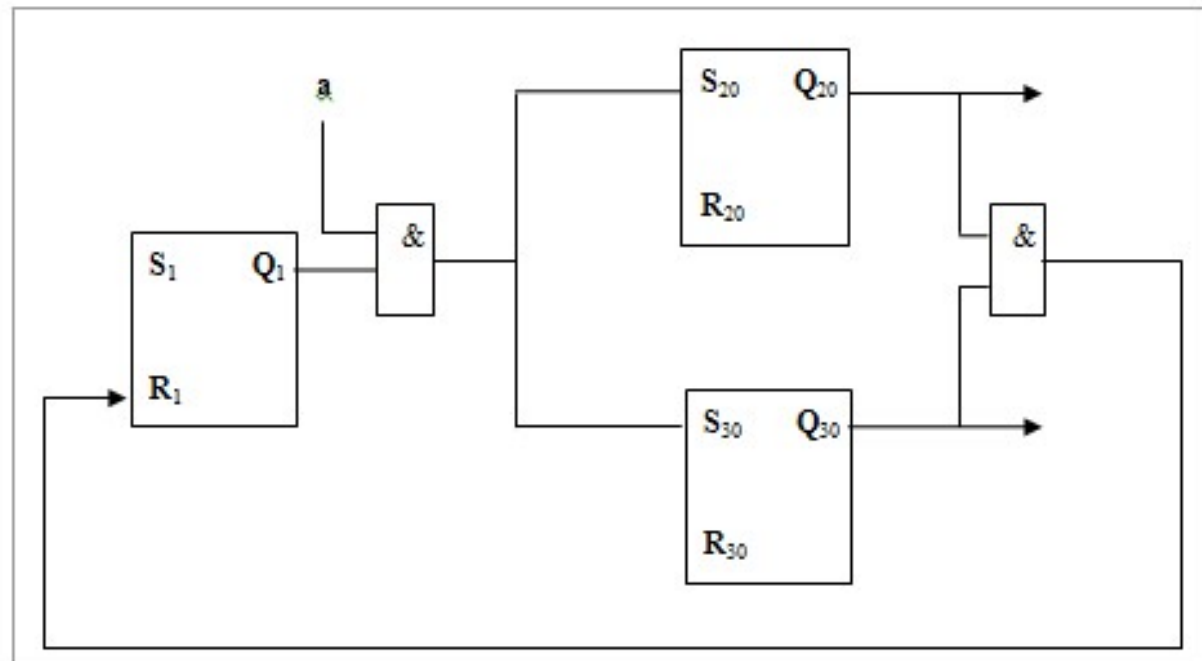 a
S₂₀ Q₂₀
R₂₀
&
&
S₁ Q₁
R₁
S₃₀ Q₃₀
R₃₀